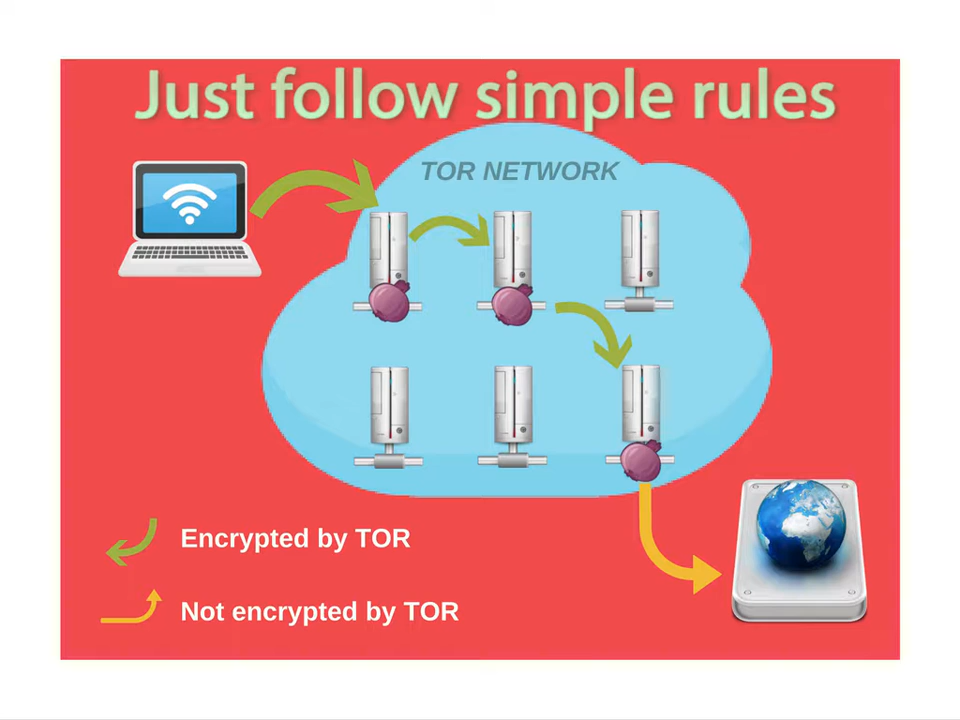 Just follow simple rules
TOR NETWORK
Encrypted by TOR
Not encrypted by TOR